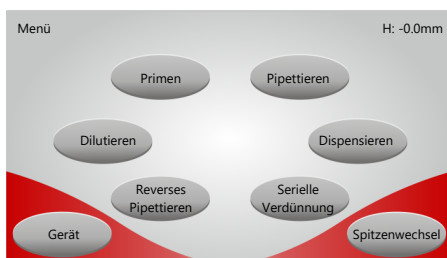 Menü
H: -0.0mm
Primen
Pipettieren
Dilutieren
Dispensieren
Reverses
Pipettieren
Serielle
Verdünnung
Gerät
Spitzenwechsel